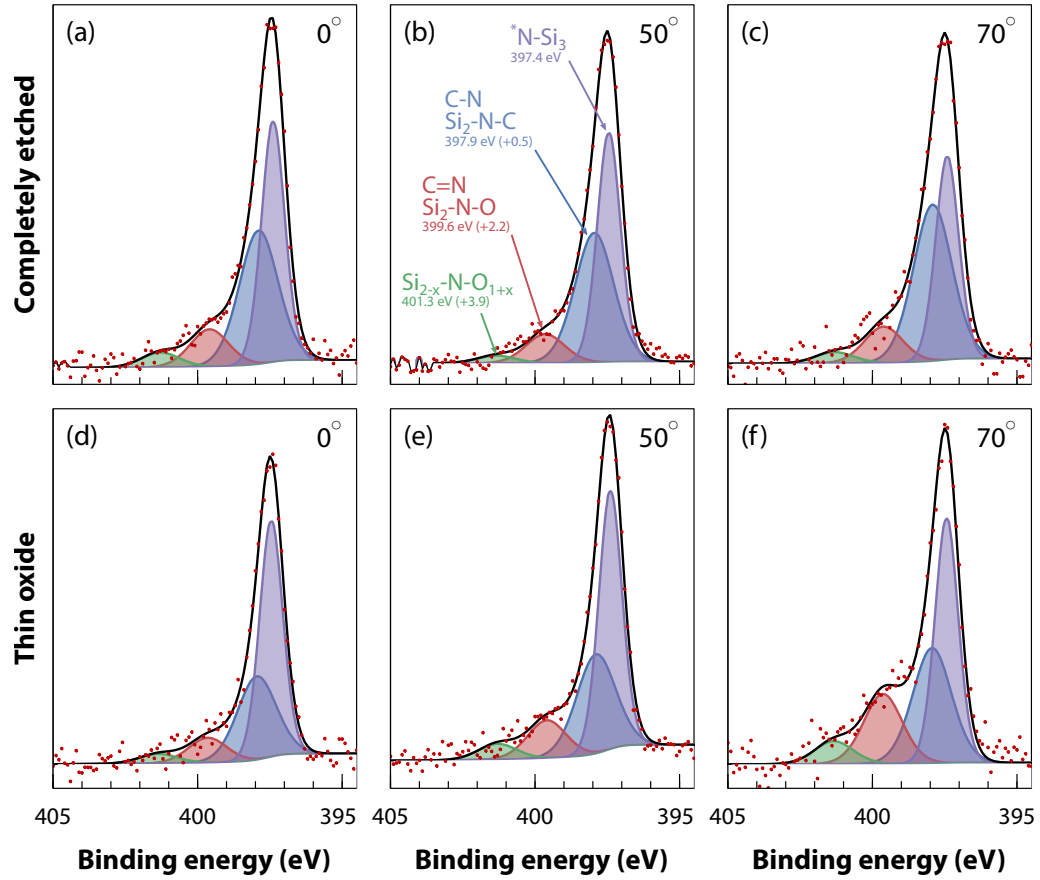 Completely etched
(a)
0°
(b)
50°
*N-Si3
397.4 eV
C-N
Si2-N-C
397.9 eV (+0.5)
C=N
Si2-N-O
399.6 eV (+2.2)
Si2-x-N-O1+x
401.3 eV (+3.9)
(c)
70°
Thin oxide
(d)
0°
(e)
50°
(f)
70°
405
400
395
400
395
405
400
395
Binding energy (eV)
Binding energy (eV)
Binding energy (eV)